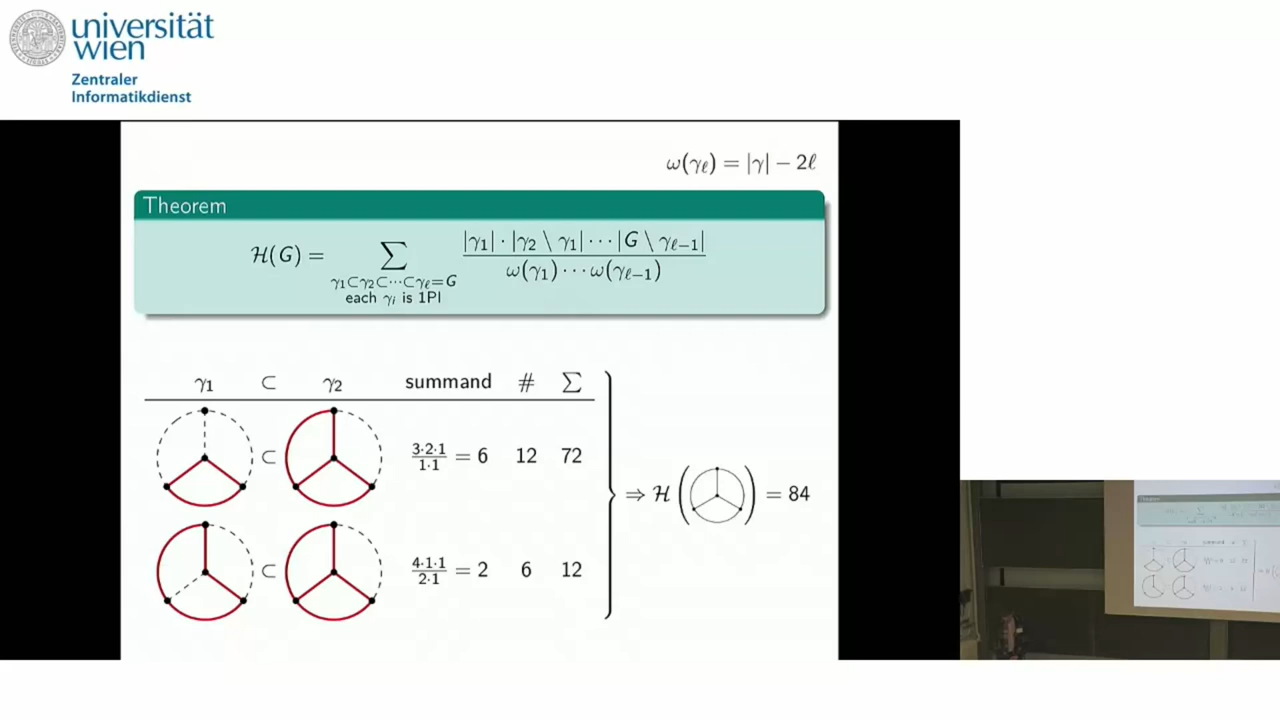 universität
wien
Zentraler
Informatikdienst
ω(γℓ) = |γ| − 2ℓ
Theorem
H(G) = ∑ |γ1| · |γ2 \ γ1| · · · |G \ γℓ−1| / ω(γ1) · · · ω(γℓ−1)
γ1⊂γ2⊂···⊂γℓ=G
each γi is 1PI
γ1 ⊂ γ2 summand # ∑
⊂ 3·2·1/1·1 = 6 12 72
⇒ H ( ) = 84
⊂ 4·1·1/2·1 = 2 6 12